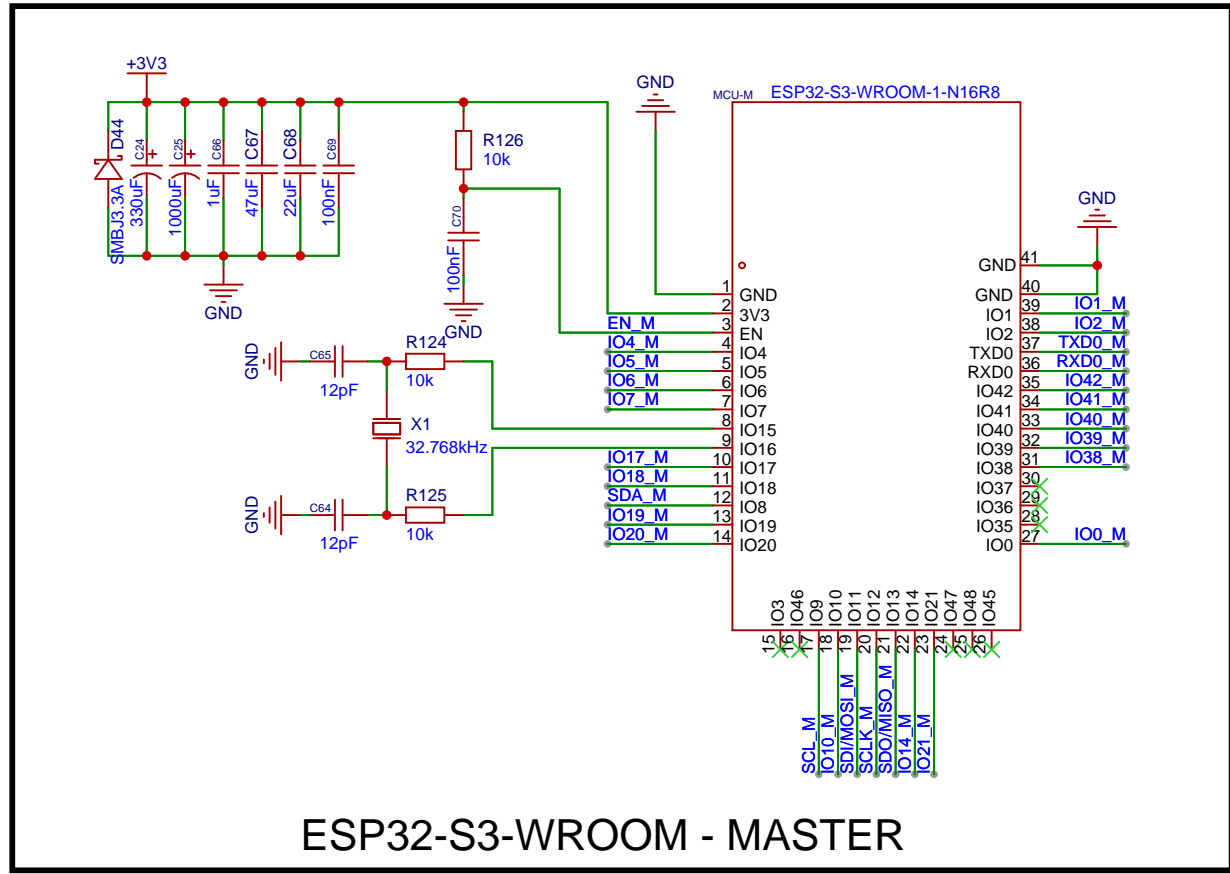 +3V3
D44
SMBJ3.3A
C24
330uF
C25
1000uF
C66
1uF
C67
47uF
C68
22uF
C69
100nF
GND
R126
10k
C70
100nF
GND
GND
C65
12pF
R124
10k
X1
32.768kHz
GND
C64
12pF
R125
10k
GND
MCU-M
ESP32-S3-WROOM-1-N16R8
GND
1 GND
2 3V3
EN_M 3 EN
IO4_M 4 IO4
IO5_M 5 IO5
IO6_M 6 IO6
IO7_M 7 IO7
8 IO15
9 IO16
IO17_M 10 IO17
IO18_M 11 IO18
SDA_M 12 IO8
IO19_M 13 IO19
IO20_M 14 IO20
GND 41
GND 40
IO1 39 IO1_M
IO2 38 IO2_M
TXD0 37 TXD0_M
RXD0 36 RXD0_M
IO42 35 IO42_M
IO41 34 IO41_M
IO40 33 IO40_M
IO39 32 IO39_M
IO38 31 IO38_M
IO37 30
IO36 29
IO35 28
IO0 27 IO0_M
15 IO3
16 IO46
17 IO9 SCL_M
18 IO10 IO10_M
19 IO11 SDI/MOSI_M
20 IO12 SCLK_M
21 IO13 SDO/MISO_M
22 IO14 IO14_M
23 IO21 IO21_M
24 IO47
25 IO48
26 IO45
ESP32-S3-WROOM - MASTER